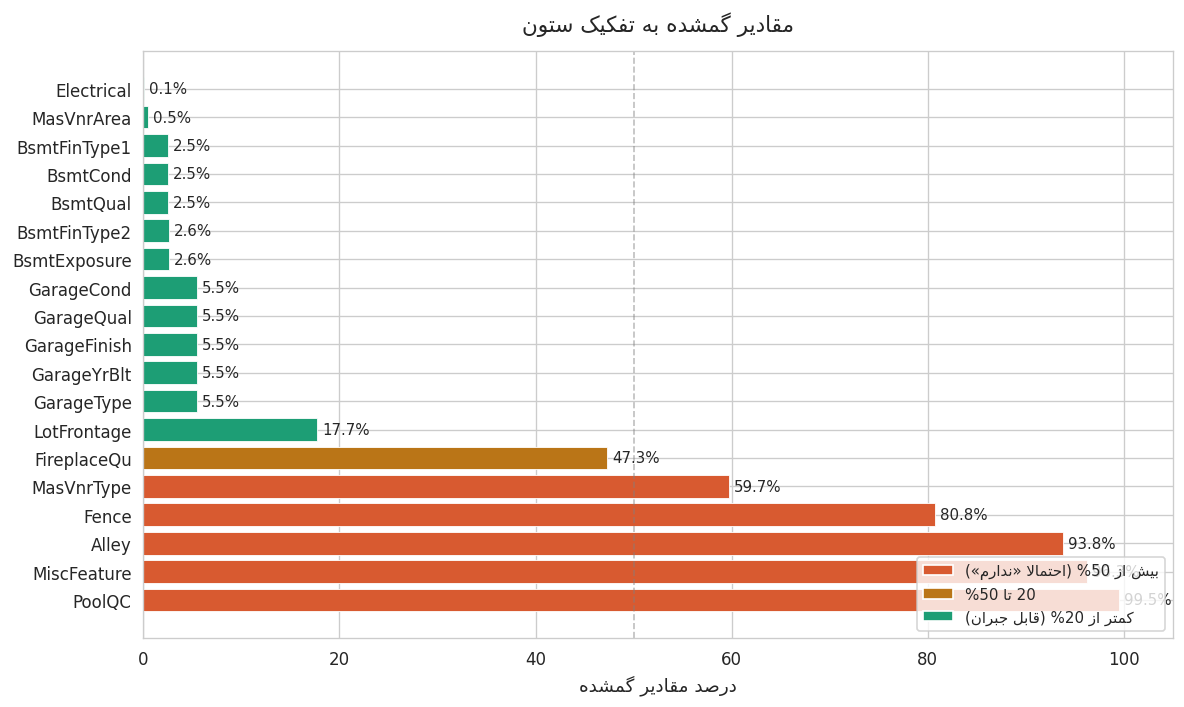 مقادیر گمشده به تفکیک ستون
Electrical 0.1%
MasVnrArea 0.5%
BsmtFinType1 2.5%
BsmtCond 2.5%
BsmtQual 2.5%
BsmtFinType2 2.6%
BsmtExposure 2.6%
GarageCond 5.5%
GarageQual 5.5%
GarageFinish 5.5%
GarageYrBlt 5.5%
GarageType 5.5%
LotFrontage 17.7%
FireplaceQu 47.3%
MasVnrType 59.7%
Fence 80.8%
Alley 93.8%
MiscFeature
PoolQC 99.5%
بیش از 50% (احتمالا «ندارم»)
20 تا 50%
کمتر از 20% (قابل جبران)
0 20 40 60 80 100
درصد مقادیر گمشده